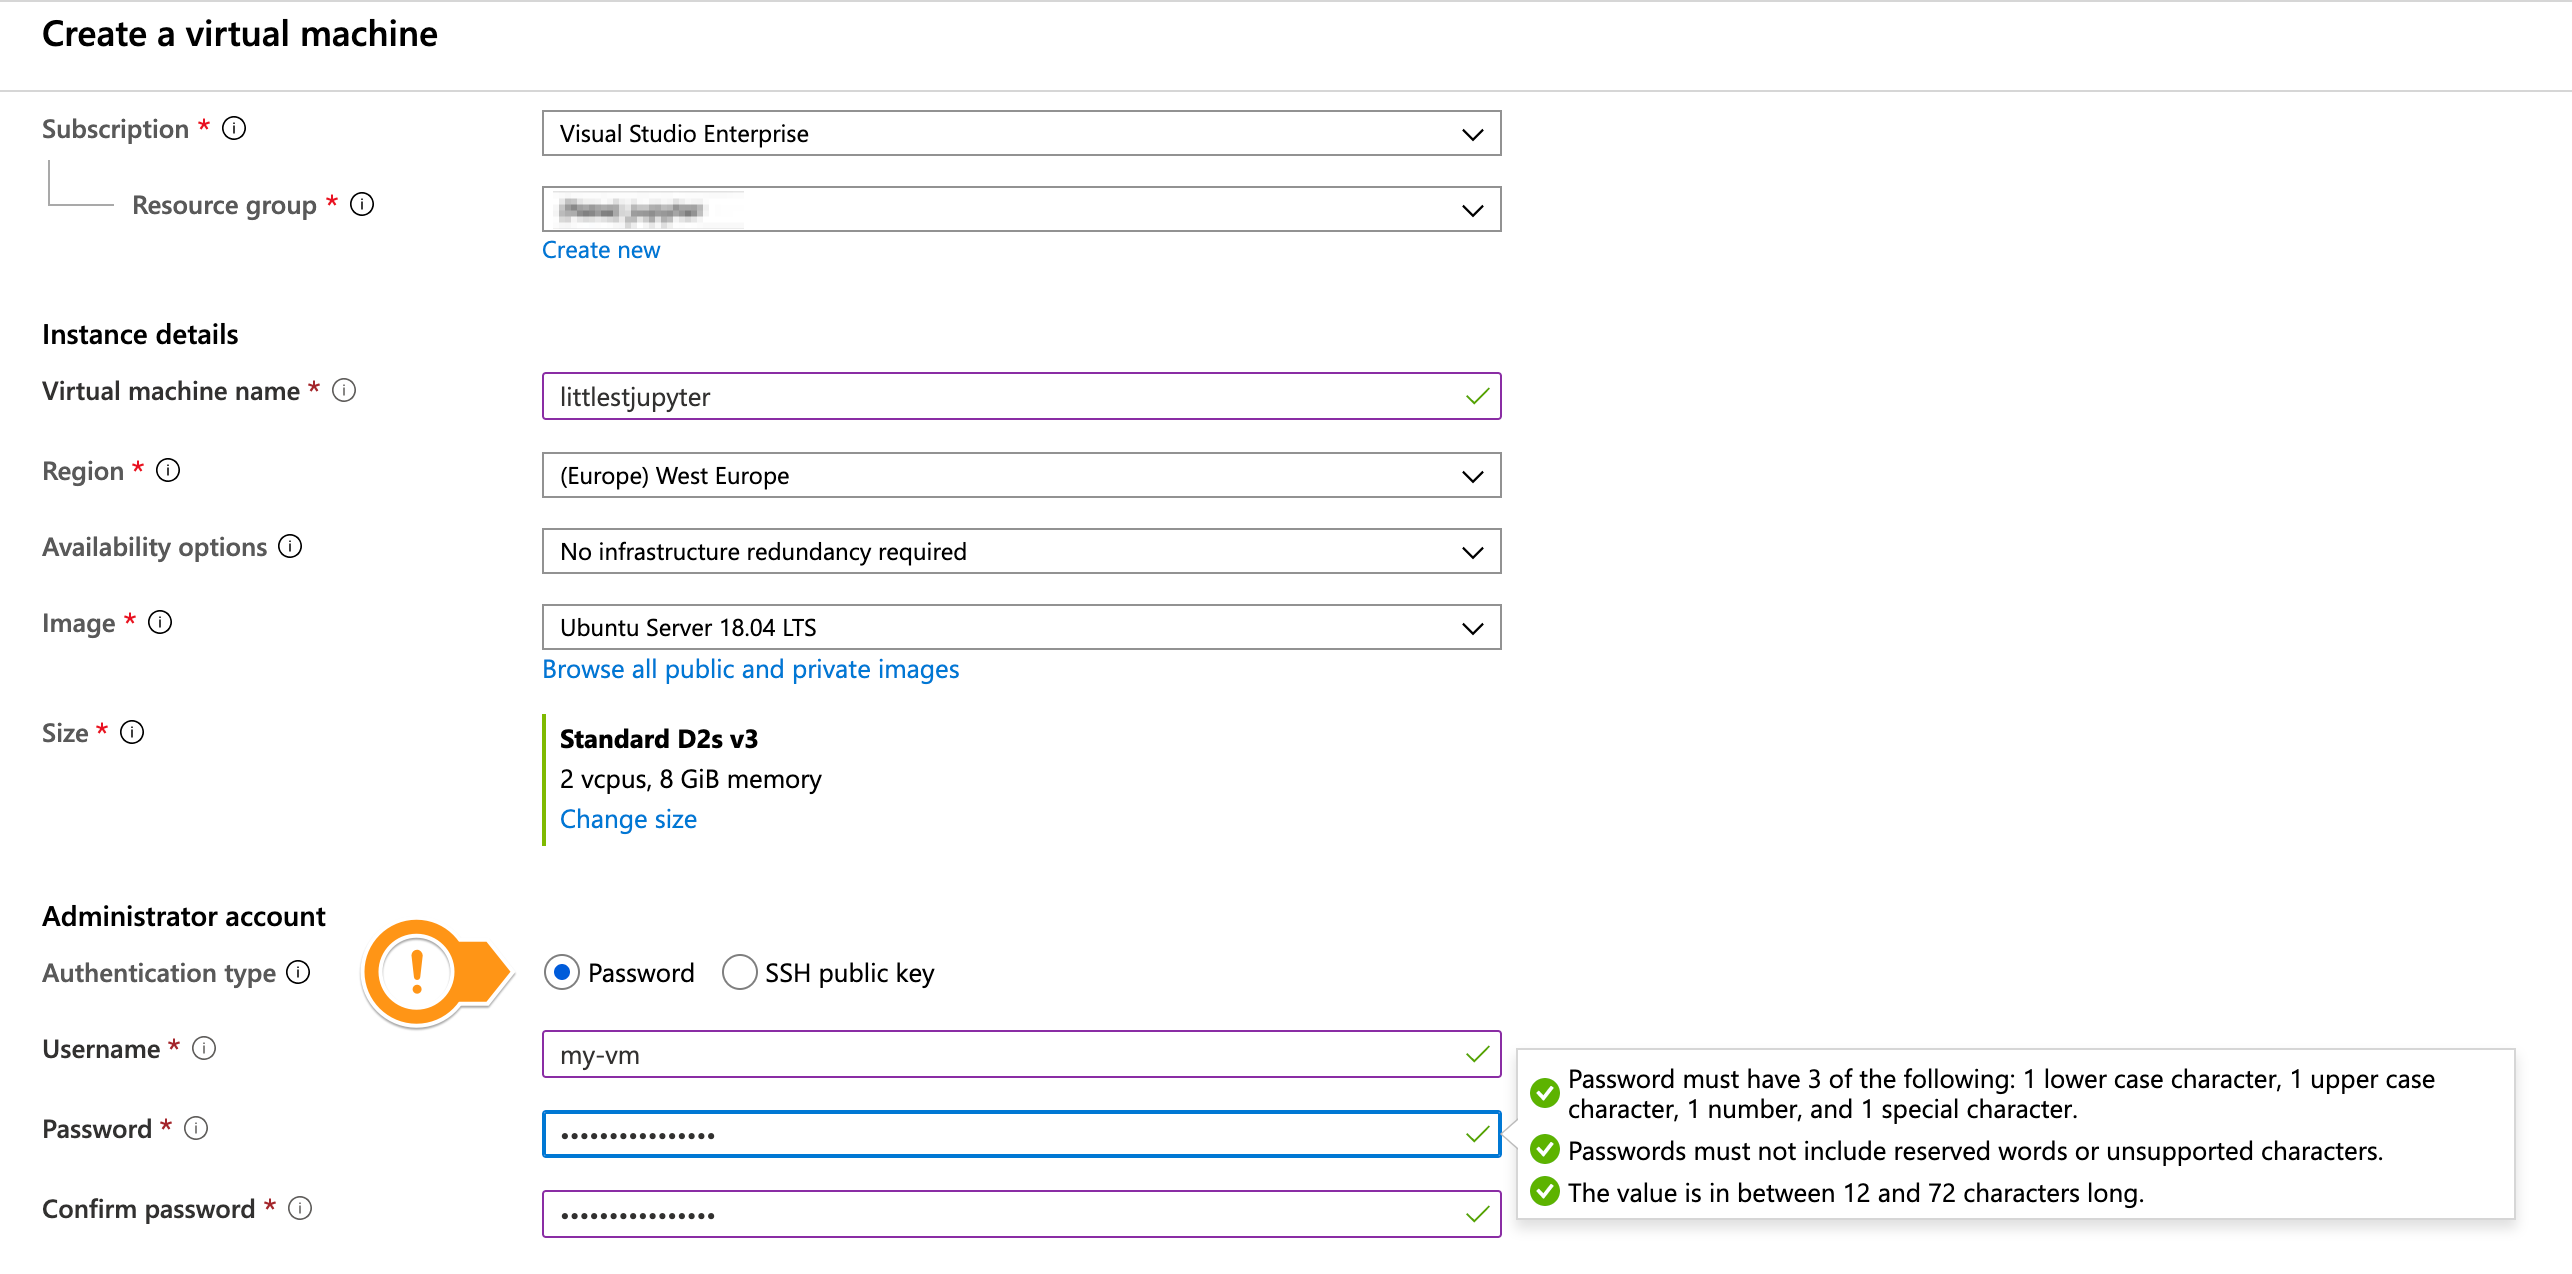 Create a virtual machine
Subscription *
Visual Studio Enterprise
Resource group *
Create new
Instance details
Virtual machine name *
littlestjupyter
Region *
(Europe) West Europe
Availability options
No infrastructure redundancy required
Image *
Ubuntu Server 18.04 LTS
Browse all public and private images
Size *
Standard D2s v3
2 vcpus, 8 GiB memory
Change size
Administrator account
Authentication type
Password
SSH public key
Username *
my-vm
Password *
••••••••••••••••
Password must have 3 of the following: 1 lower case character, 1 upper case
character, 1 number, and 1 special character.
Passwords must not include reserved words or unsupported characters.
The value is in between 12 and 72 characters long.
Confirm password *
••••••••••••••••